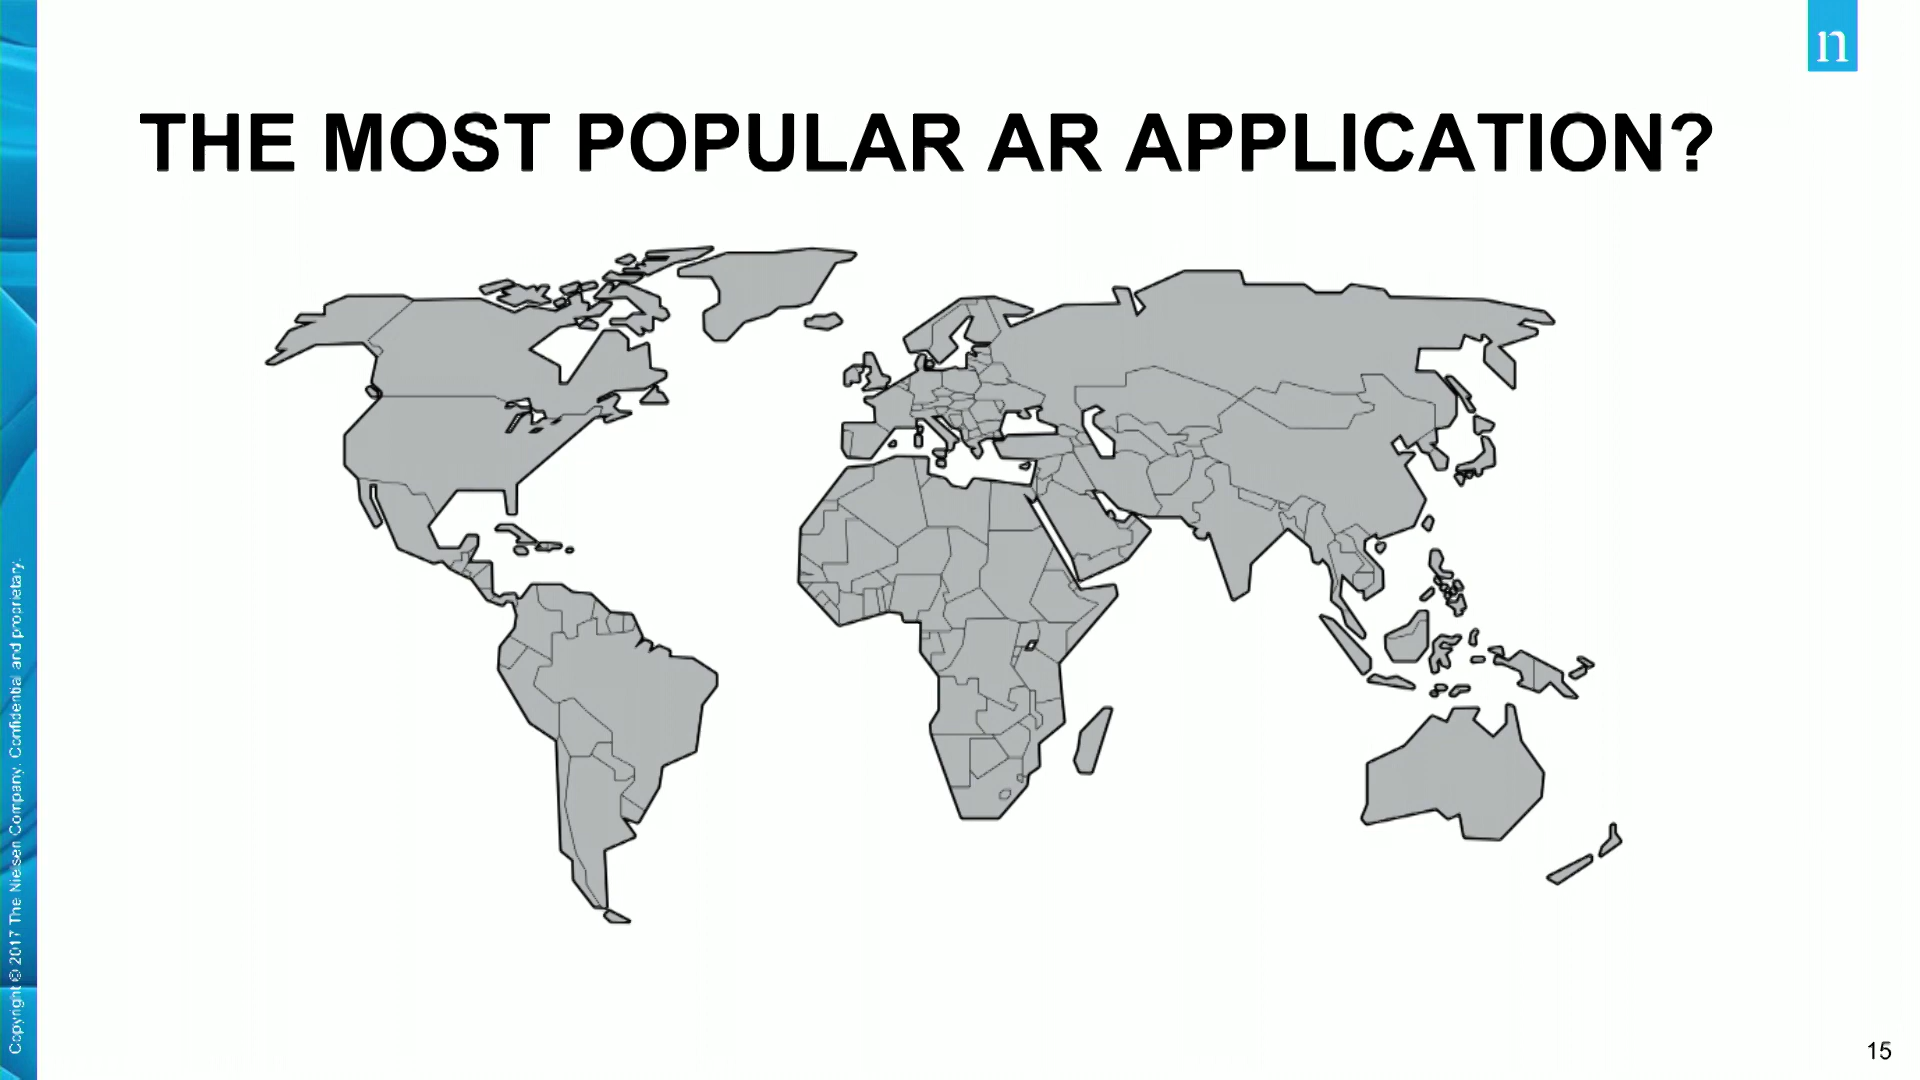 n
THE MOST POPULAR AR APPLICATION?
Copyright © 2017 The Nielsen Company. Confidential and proprietary.
15